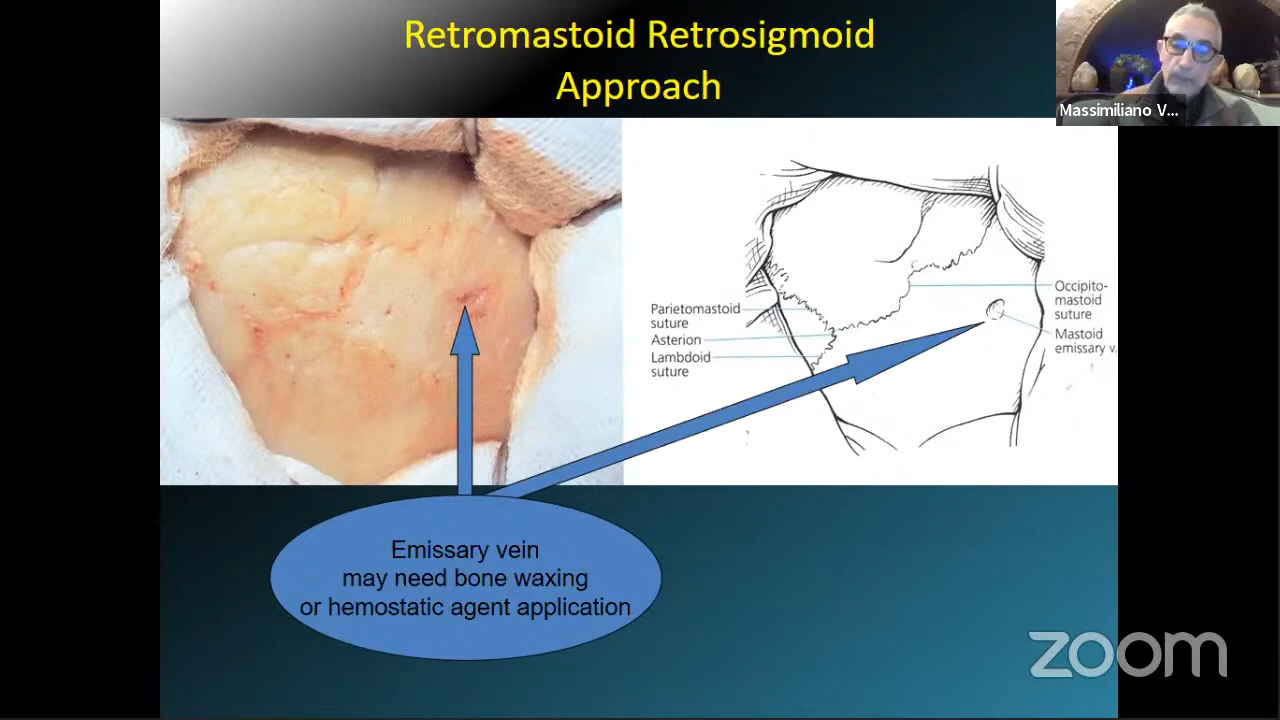 Retromastoid Retrosigmoid
Approach
Massimiliano V...
Parietomastoid
suture
Asterion
Lambdoid
suture
Occipito-
mastoid
suture
Mastoid
emissary v.
Emissary vein
may need bone waxing
or hemostatic agent application
zoom